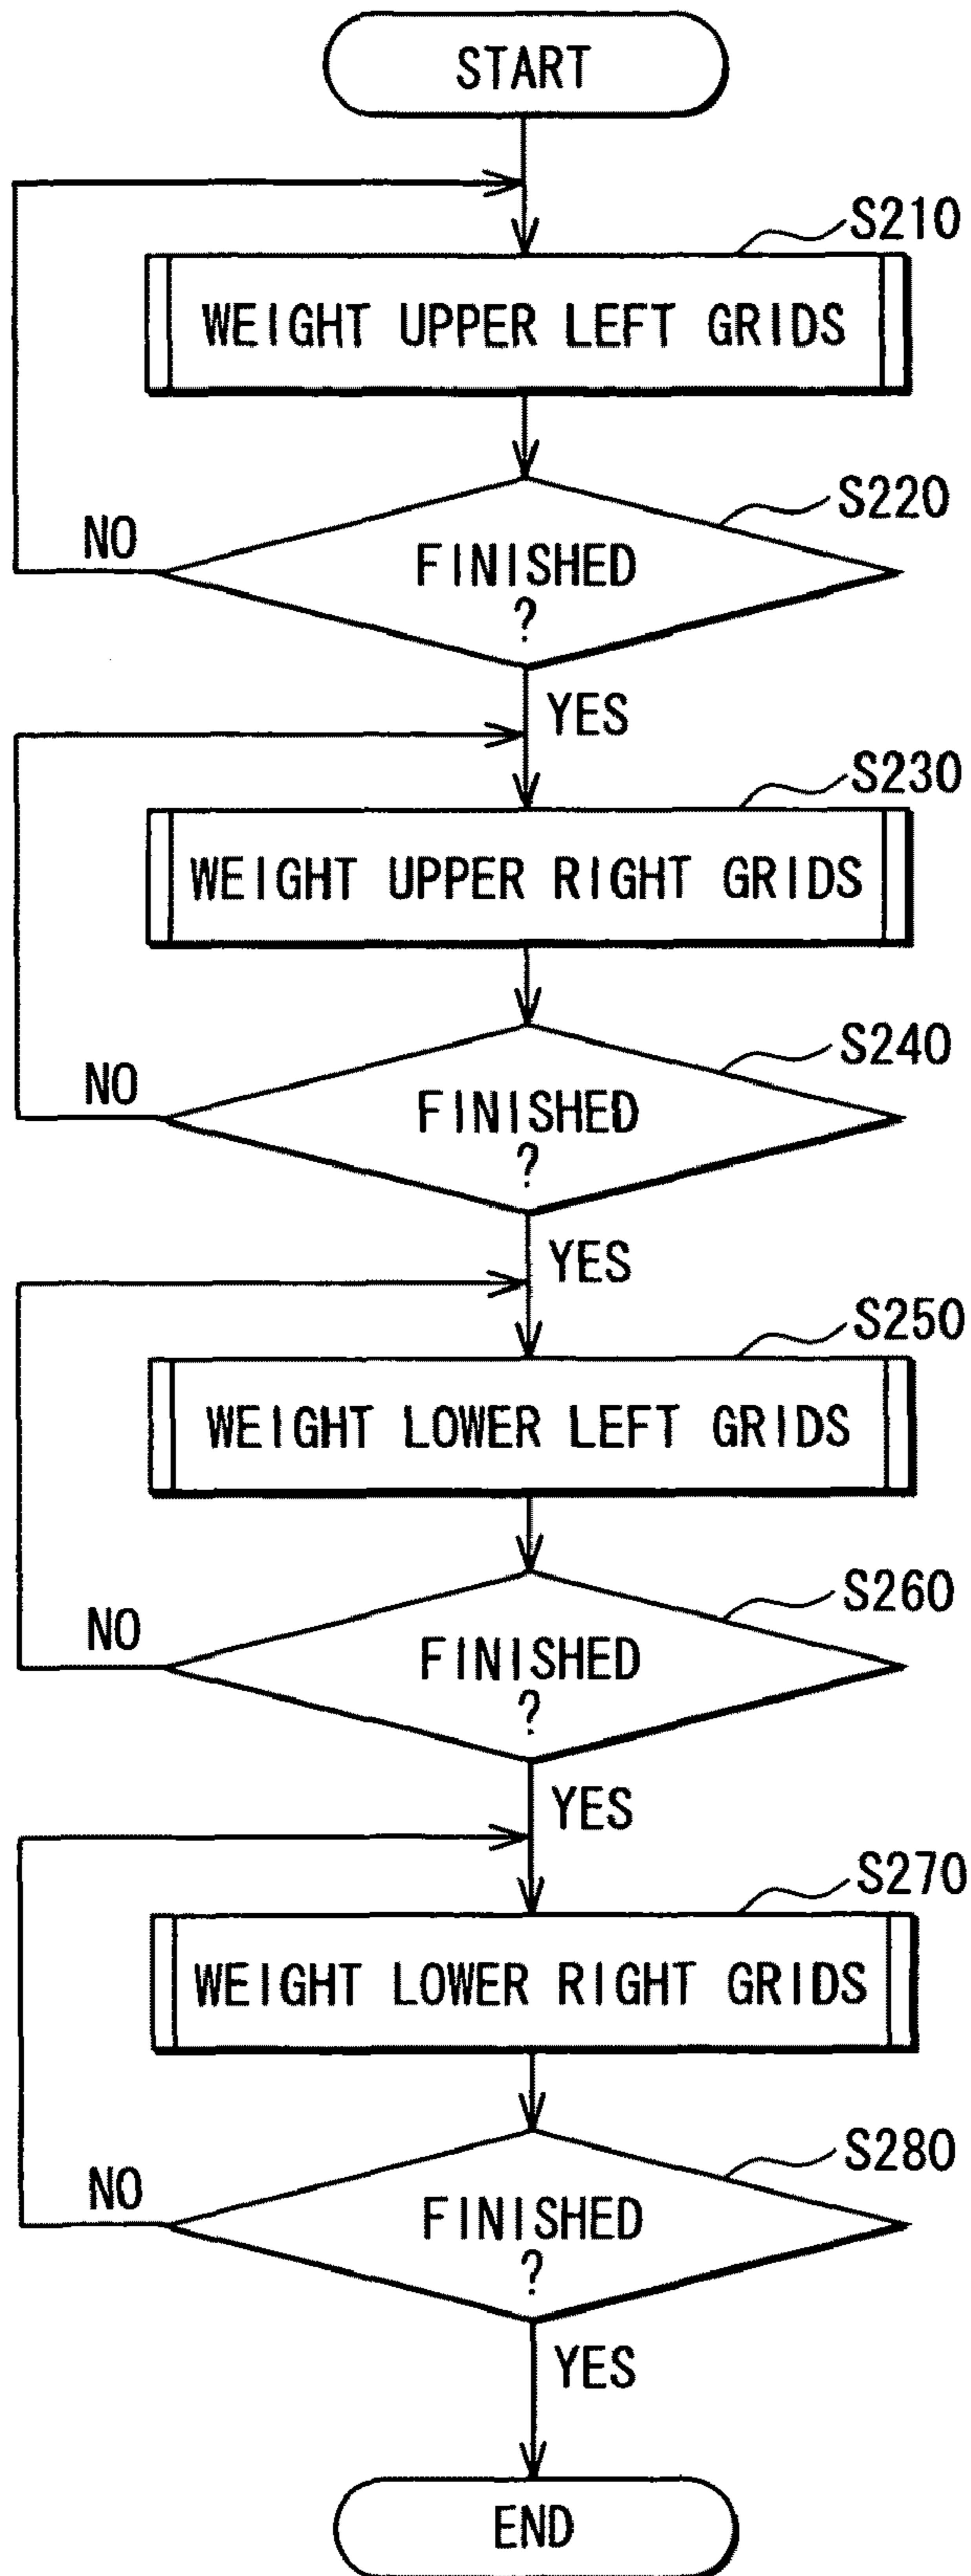 START
S210
WEIGHT UPPER LEFT GRIDS
S220
NO
FINISHED
?
YES
S230
WEIGHT UPPER RIGHT GRIDS
S240
NO
FINISHED
?
YES
S250
WEIGHT LOWER LEFT GRIDS
S260
NO
FINISHED
?
YES
S270
WEIGHT LOWER RIGHT GRIDS
S280
NO
FINISHED
?
YES
END